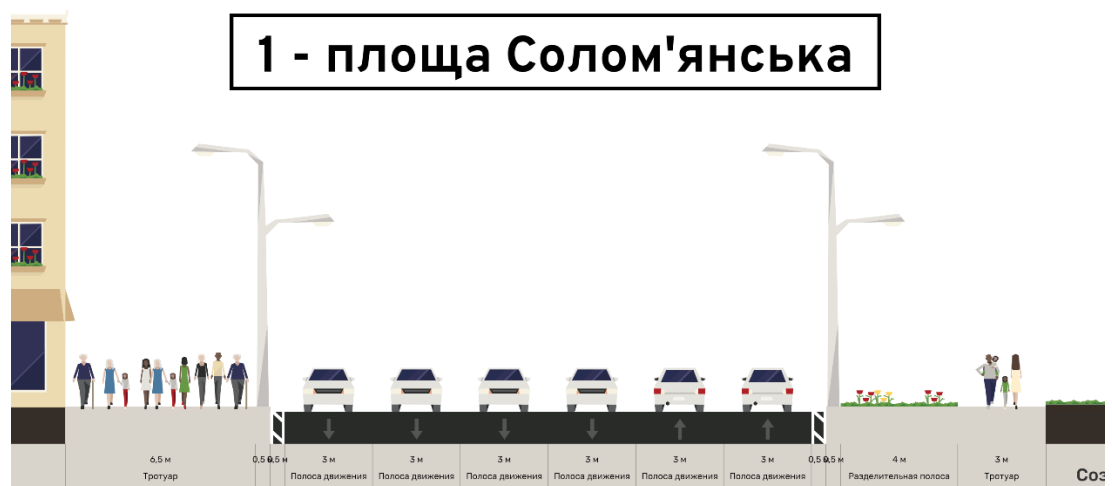 1 - площа Солом'янська
6,5 м 0,5 м 0,5 м 3 м 3 м 3 м 3 м 3 м 3 м 0,5 м 0,5 м 4 м 3 м
Тротуар Полоса движения Полоса движения Полоса движения Полоса движения Полоса движения Полоса движения Разделительная полоса Тротуар Соз